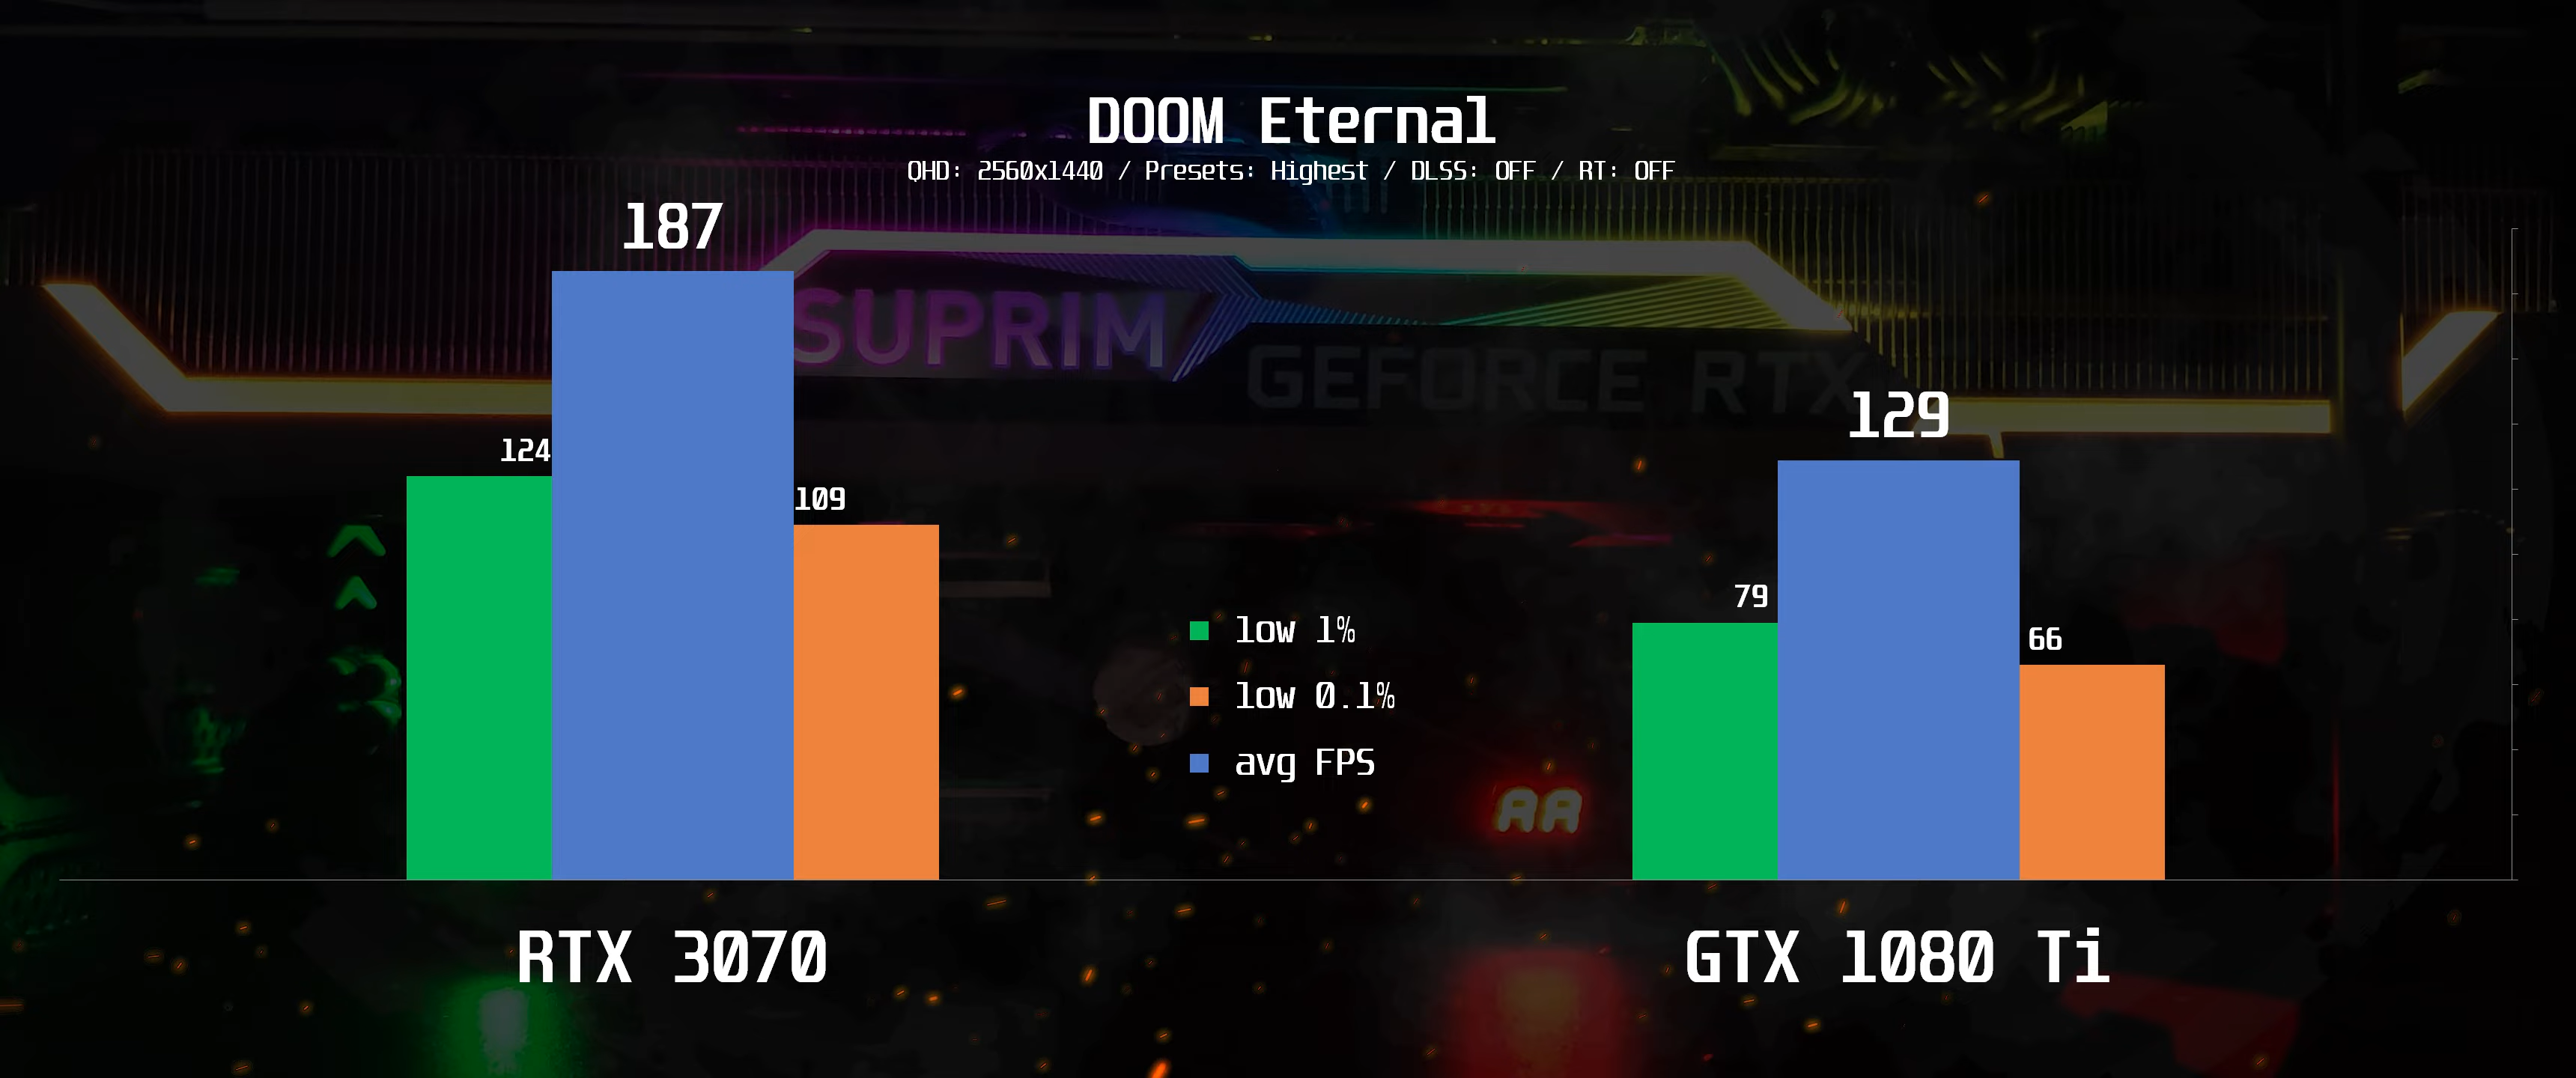 DOOM Eternal
QHD: 2560x1440 / Presets: Highest / DLSS: OFF / RT: OFF
187
SUPRIM
GEFORCE RTX
129
124
109
79
66
low 1%
low 0.1%
avg FPS
AA
RTX 3070
GTX 1080 Ti